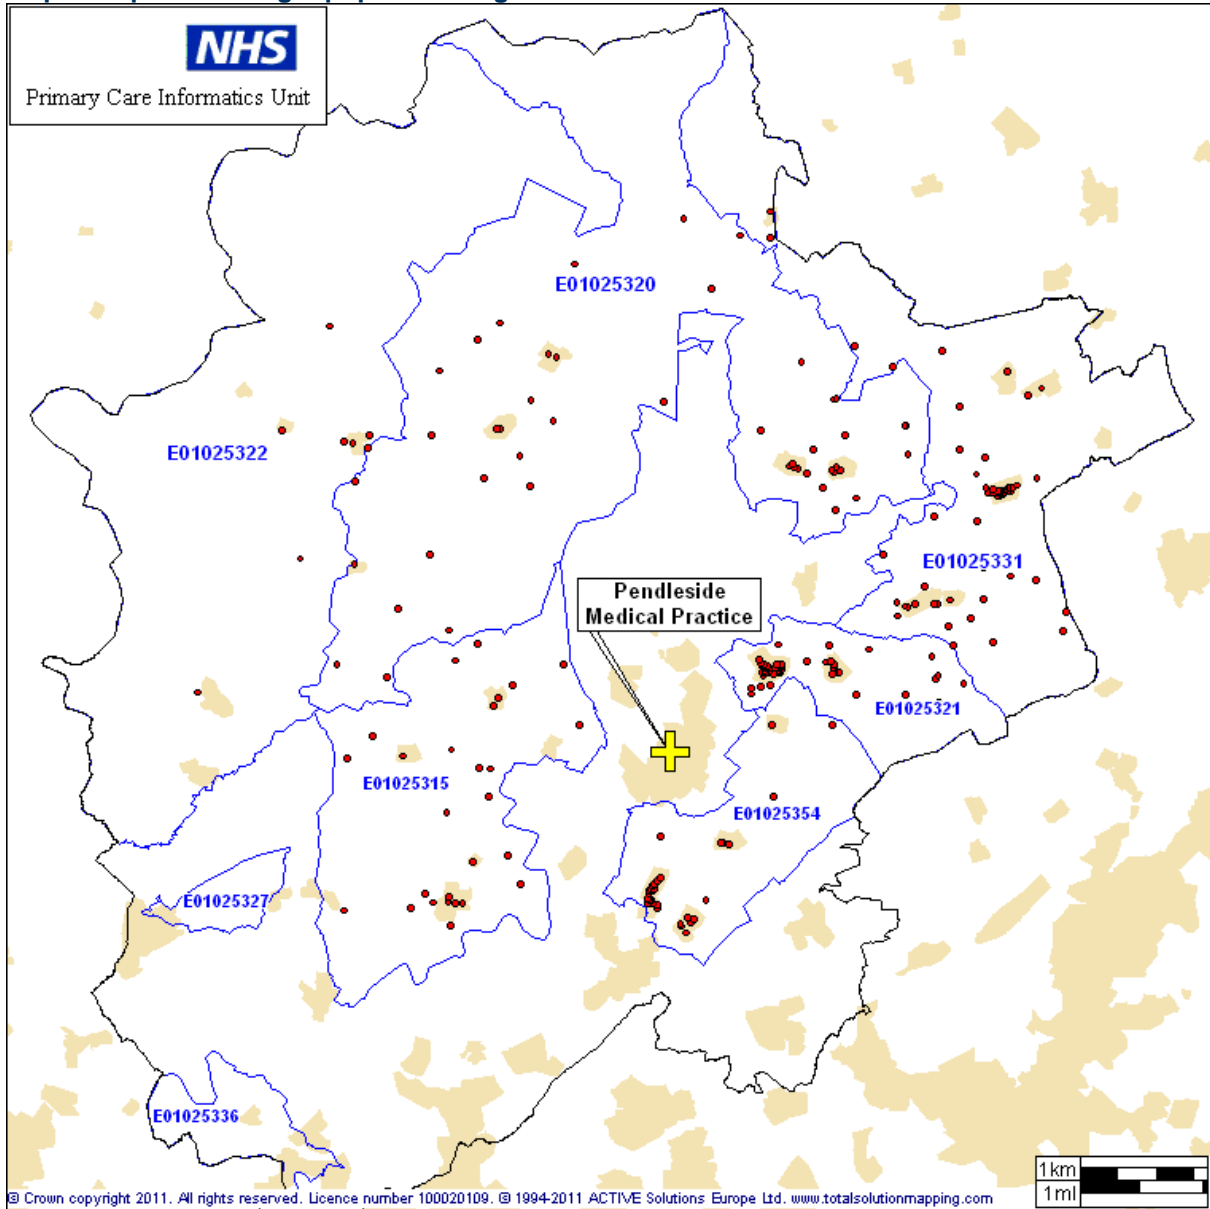 NHS
Primary Care Informatics Unit
E01025320
E01025322
E01025331
Pendleside
Medical Practice
E01025321
E01025315
E01025354
E01025327
E01025336
1km
1ml
© Crown copyright 2011. All rights reserved. Licence number 100020109. © 1994-2011 ACTIVE Solutions Europe Ltd. www.totalsolutionmapping.com